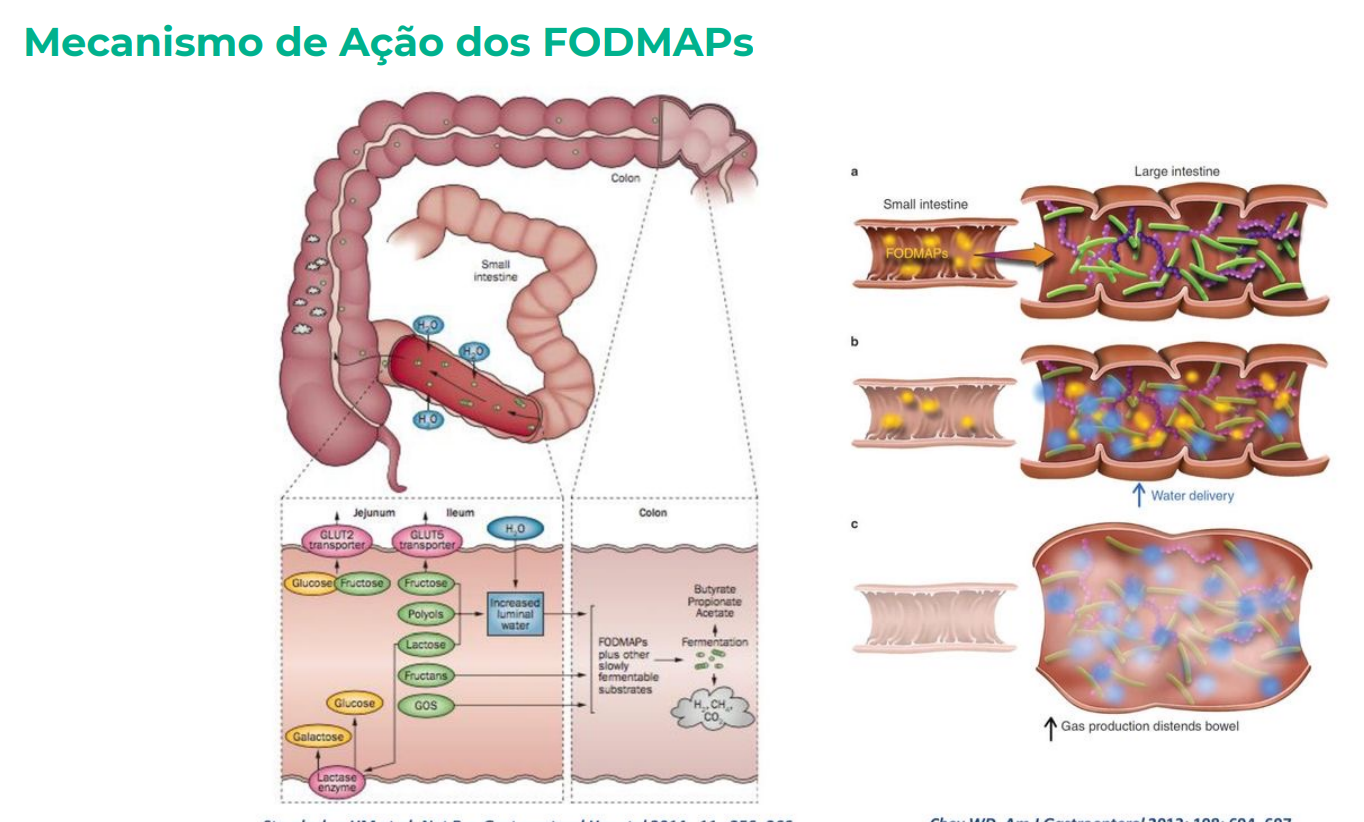 Mecanismo de Ação dos FODMAPs
Colon
Small
intestine
H₂O
H₂O
H₂O
Jejunum
Ileum
Colon
GLUT2
transporter
GLUT5
transporter
H₂O
Glucose
Fructose
Fructose
Polyols
Lactose
Fructans
GOS
Increased
luminal
water
Glucose
Galactose
Lactase
enzyme
FODMAPs
plus other
slowly
fermentable
substrates
Butyrate
Propionate
Acetate
Fermentation
H₂, CH₄,
CO₂
a
Small intestine
Large intestine
FODMAPs
b
Water delivery
c
Gas production distends bowel